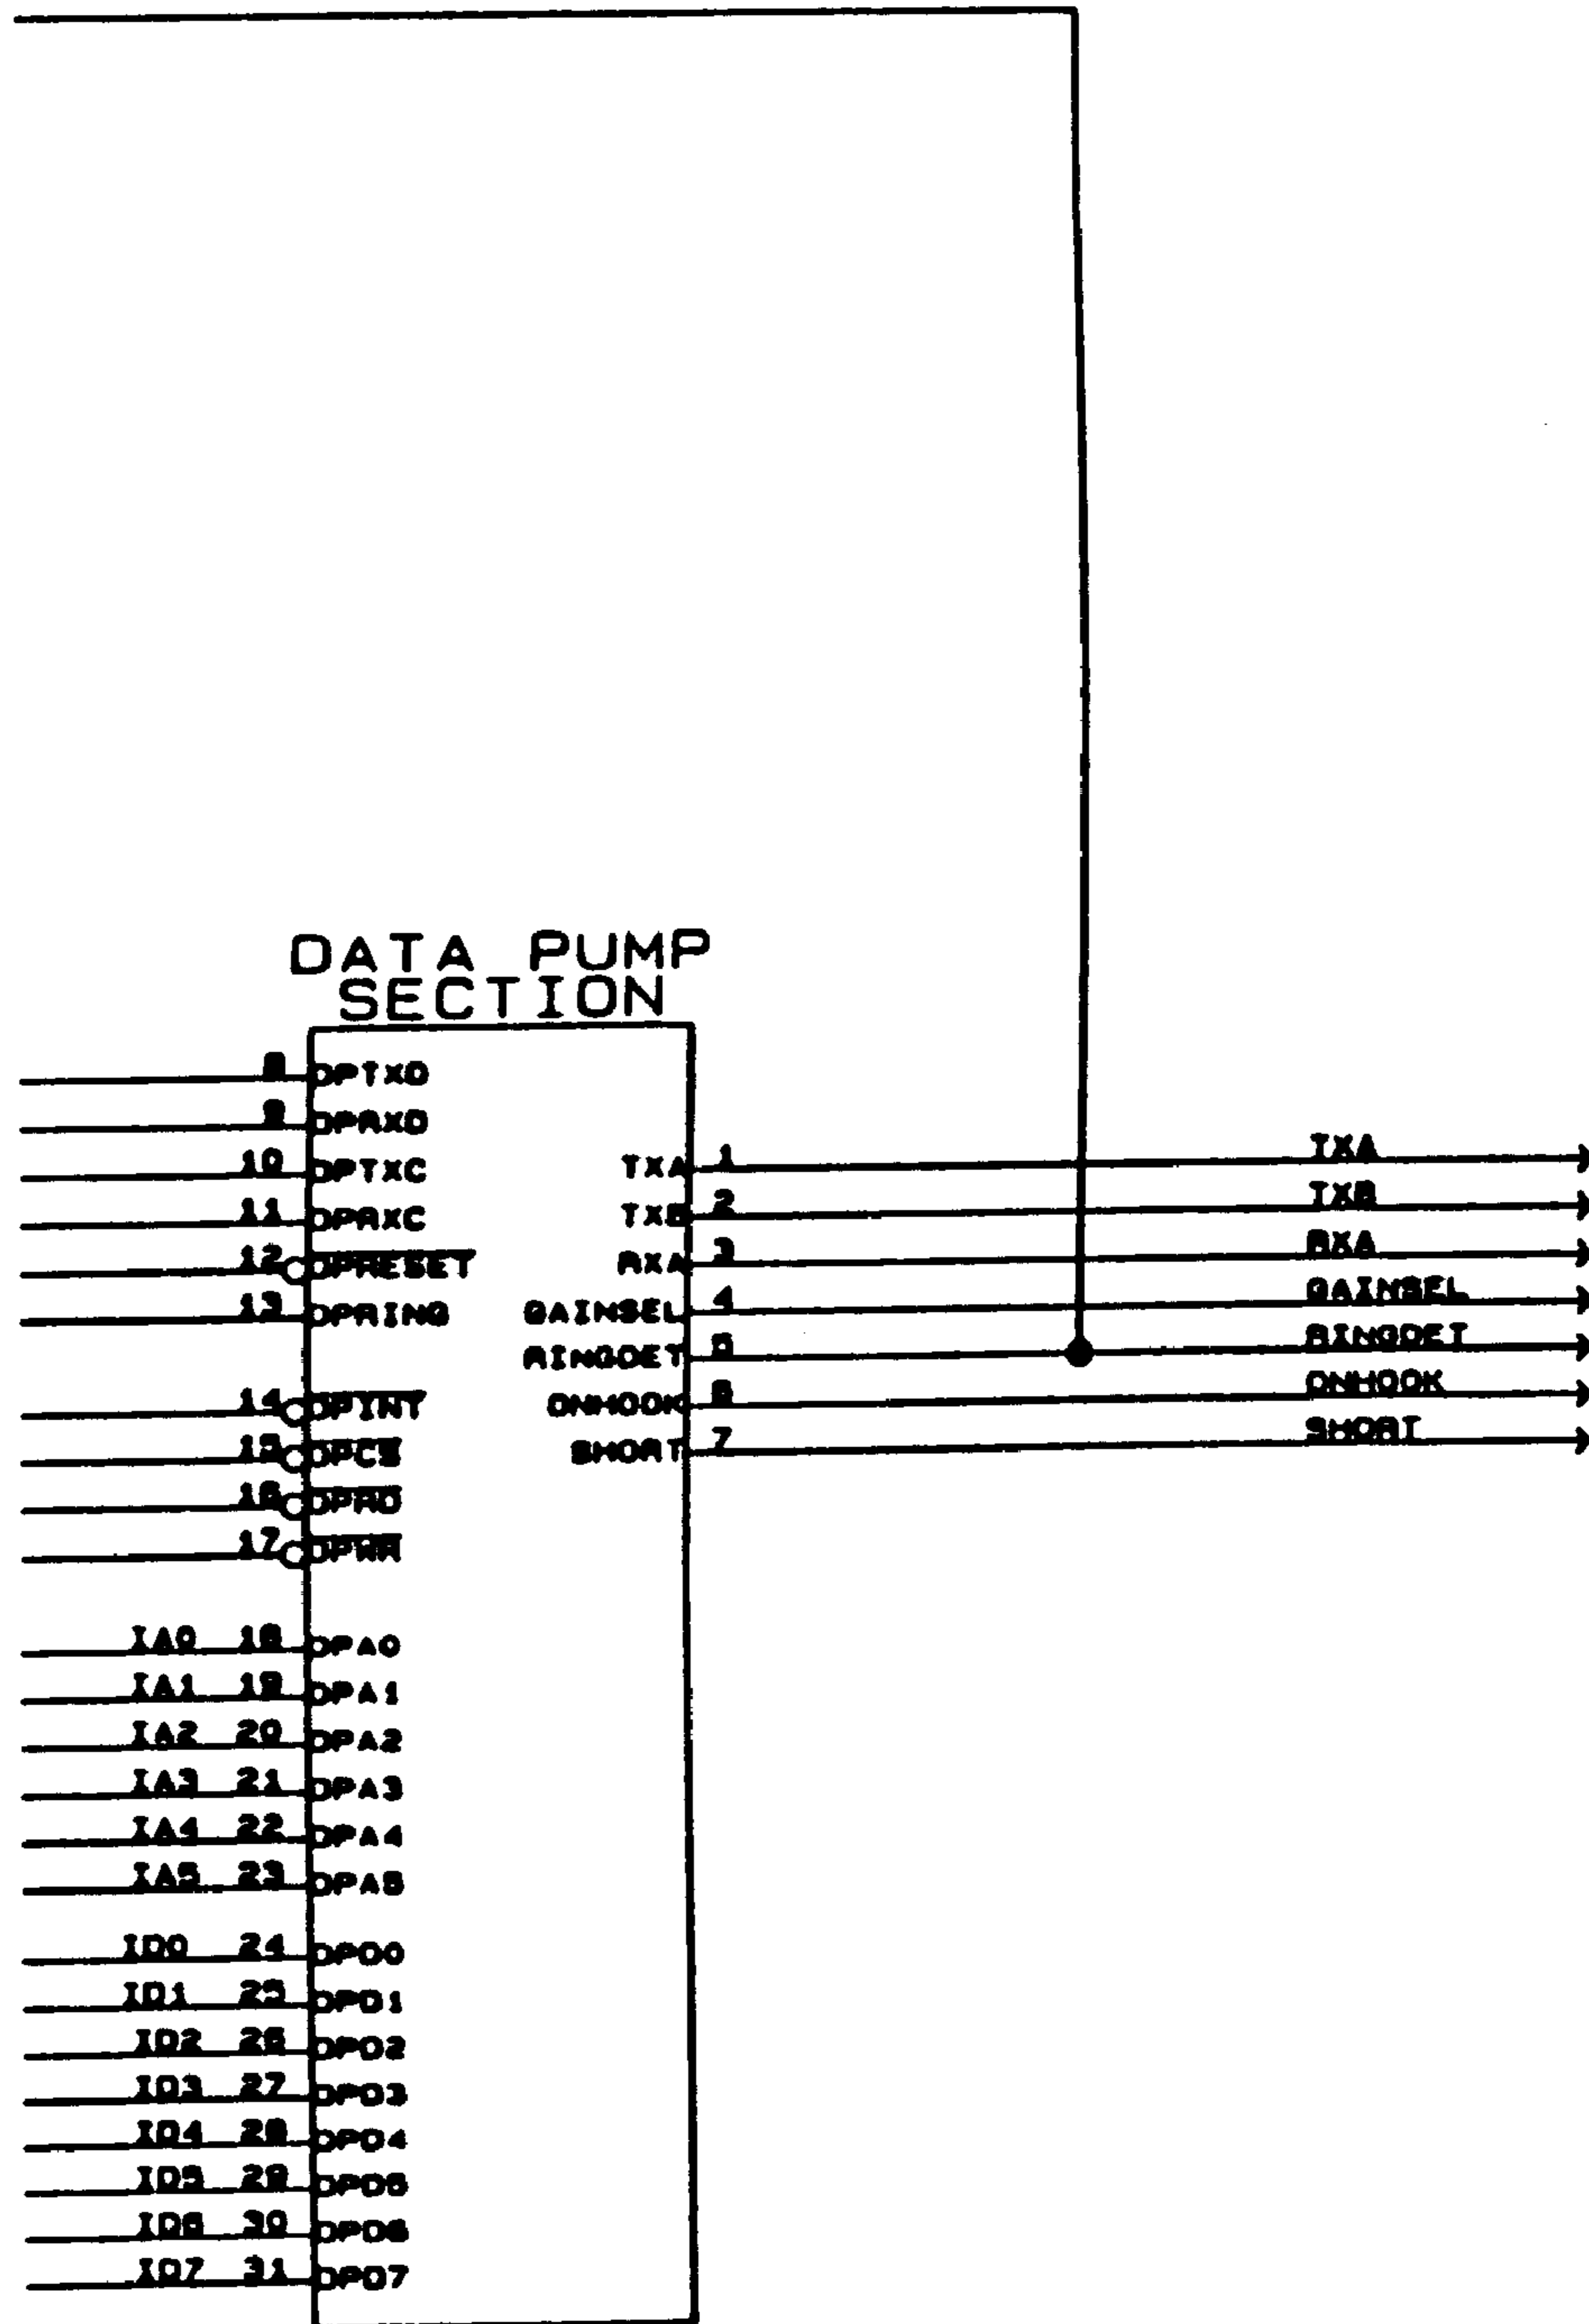 DATA PUMP
SECTION
8 DPTXD
9 DPRXD
10 DPTXC
11 DPRXC
12 DPRESET
13 DPRING
14 DPINT
15 DPCS
16 DPRD
17 DPWR
IA0 18 DPA0
IA1 19 DPA1
IA2 20 DPA2
IA3 21 DPA3
IA4 22 DPA4
IA5 23 DPA5
ID0 24 DPD0
ID1 25 DPD1
ID2 26 DPD2
ID3 27 DPD3
ID4 28 DPD4
ID5 29 DPD5
ID6 30 DPD6
ID7 31 DPD7
TXA 1 TXA
TXB 2 TXB
RXA 3 RXA
GAINSEL 4 GAINSEL
RINGDET 5 RINGDET
ONHOOK 6 ONHOOK
SHORT 7 SHORT